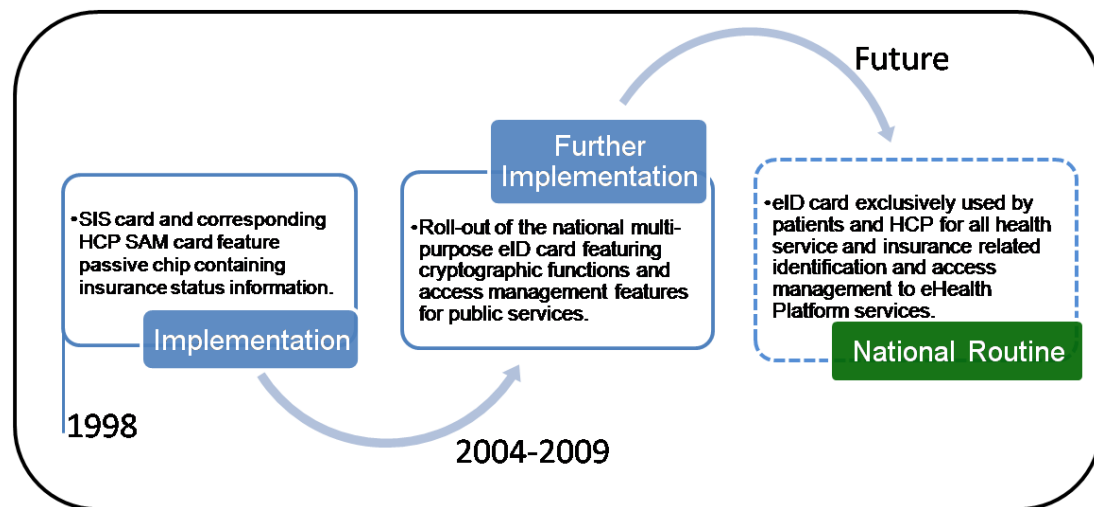 •SIS card and corresponding
HCP SAM card feature
passive chip containing
insurance status information.
Implementation
1998
Further
Implementation
•Roll-out of the national multi-
purpose eID card featuring
cryptographic functions and
access management features
for public services.
2004-2009
Future
•eID card exclusively used by
patients and HCP for all health
service and insurance related
identification and access
management to eHealth
Platform services.
National Routine